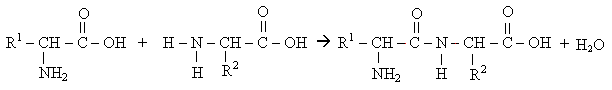 O O O O
R¹–CH–C–OH + H–N–CH–C–OH → R¹–CH–C–N–CH–C–OH + H₂O
NH₂ H R² NH₂ H R²